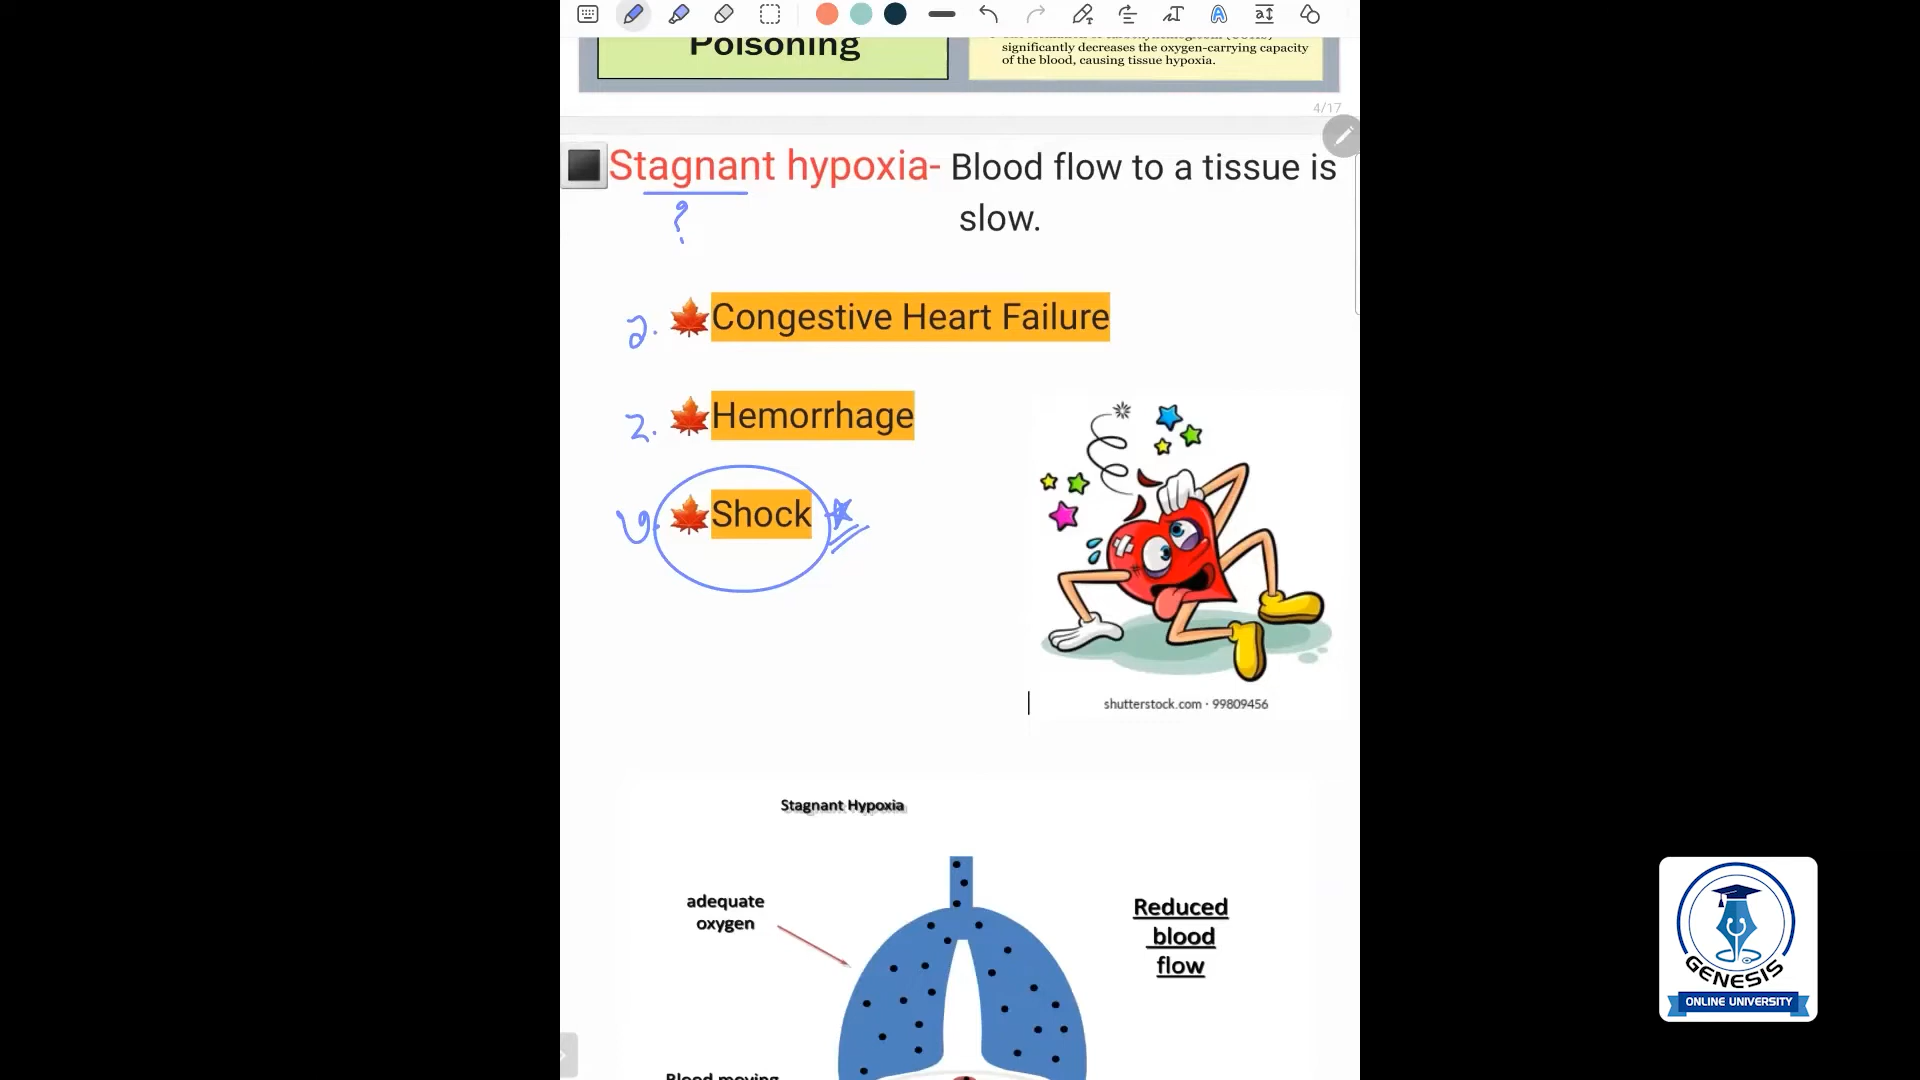 Poisoning
significantly decreases the oxygen-carrying capacity
of the blood, causing tissue hypoxia.
4/17
Stagnant hypoxia- Blood flow to a tissue is
slow.
?
Congestive Heart Failure
Hemorrhage
Shock
shutterstock.com · 99809456
Stagnant Hypoxia
adequate
oxygen
Reduced
blood
flow
Blood moving
GENESIS
ONLINE UNIVERSITY